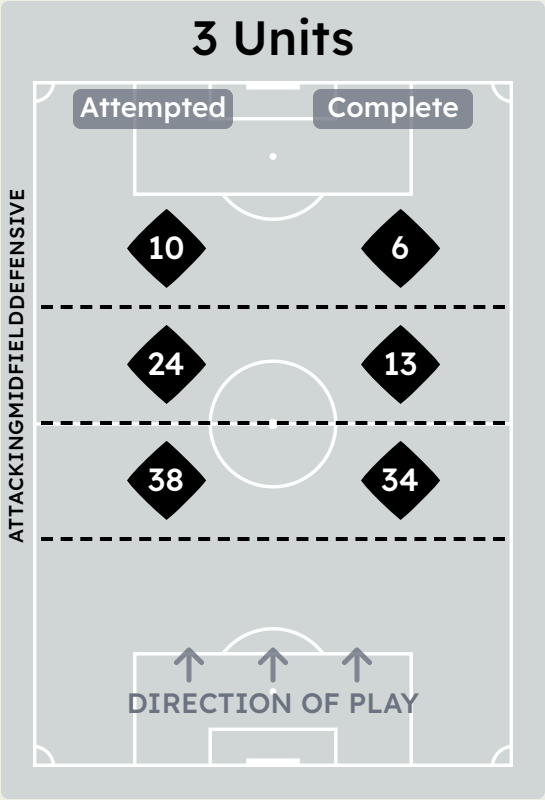 3 Units
Attempted
Complete
ATTACKINGMIDFIELDDEFENSIVE
10
6
24
13
38
34
DIRECTION OF PLAY